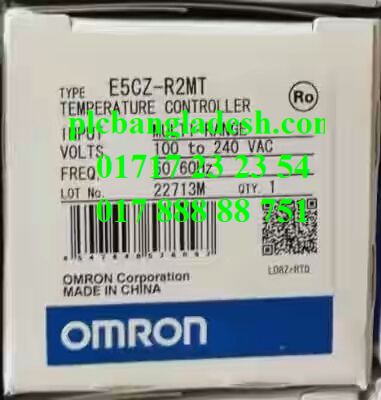 TYPE E5CZ-R2MT
TEMPERATURE CONTROLLER
Ro
plcbangladesh.com
INPUT MULTI-RANGE
VOLTS 100 to 240 VAC
01717 23 23 54
FREQ 50/60Hz
LOT No. 22713M QTY. 1
017 888 88 751
OMRON Corporation
MADE IN CHINA
OMRON